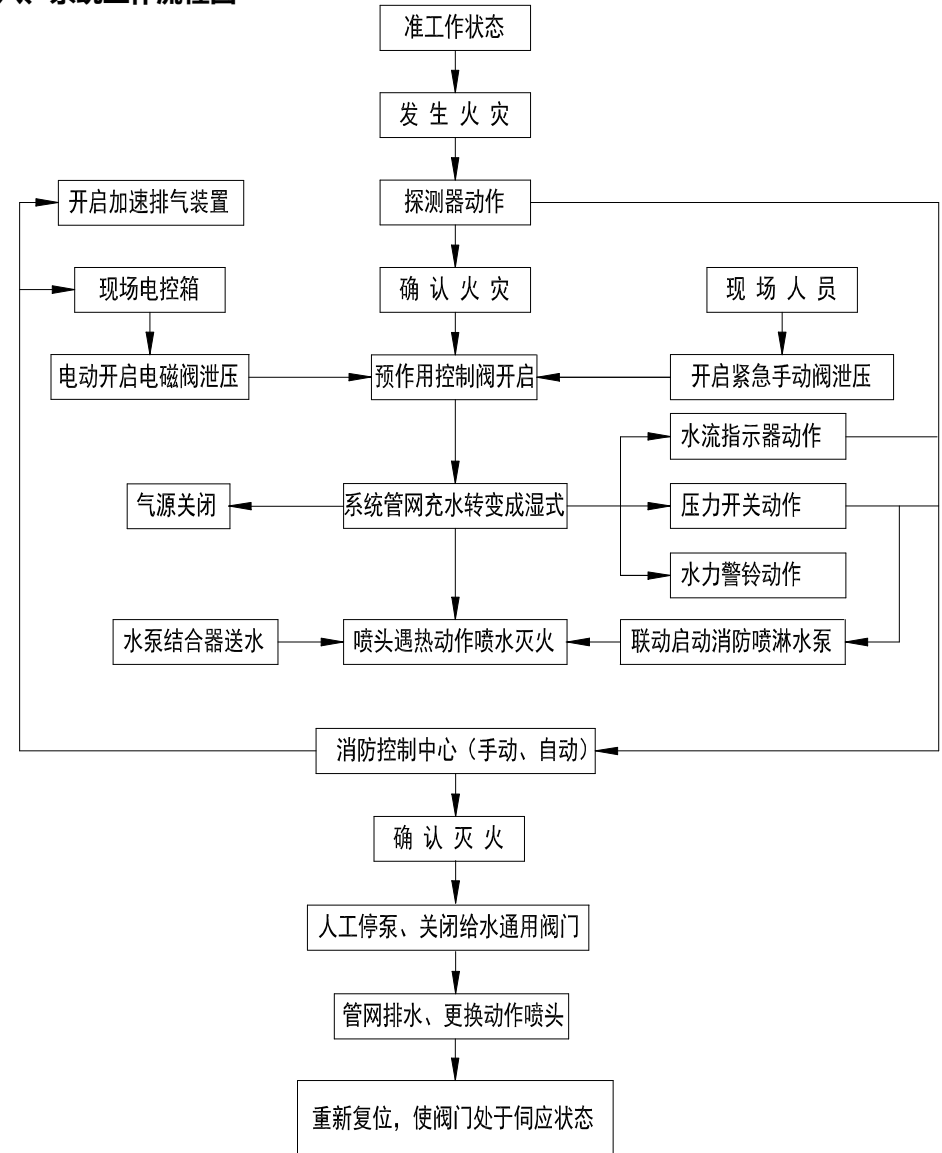 准工作状态
发生火灾
开启加速排气装置
探测器动作
现场电控箱
确认火灾
现场人员
电动开启电磁阀泄压
预作用控制阀开启
开启紧急手动阀泄压
水流指示器动作
气源关闭
系统管网充水转变成湿式
压力开关动作
水力警铃动作
水泵结合器送水
喷头遇热动作喷水灭火
联动启动消防喷淋水泵
消防控制中心（手动、自动）
确认灭火
人工停泵、关闭给水通用阀门
管网排水、更换动作喷头
重新复位，使阀门处于伺应状态